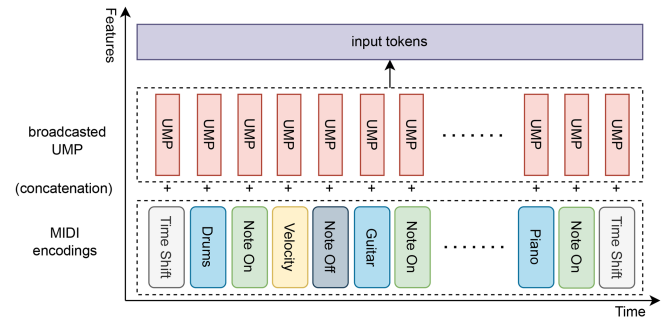 Features
input tokens
broadcasted
UMP
UMP UMP UMP UMP UMP UMP UMP ....... UMP UMP UMP
(concatenation)
+ + + + + + + + + +
MIDI
encodings
Time Shift Drums Note On Velocity Note Off Guitar Note On ....... Piano Note On Time Shift
Time